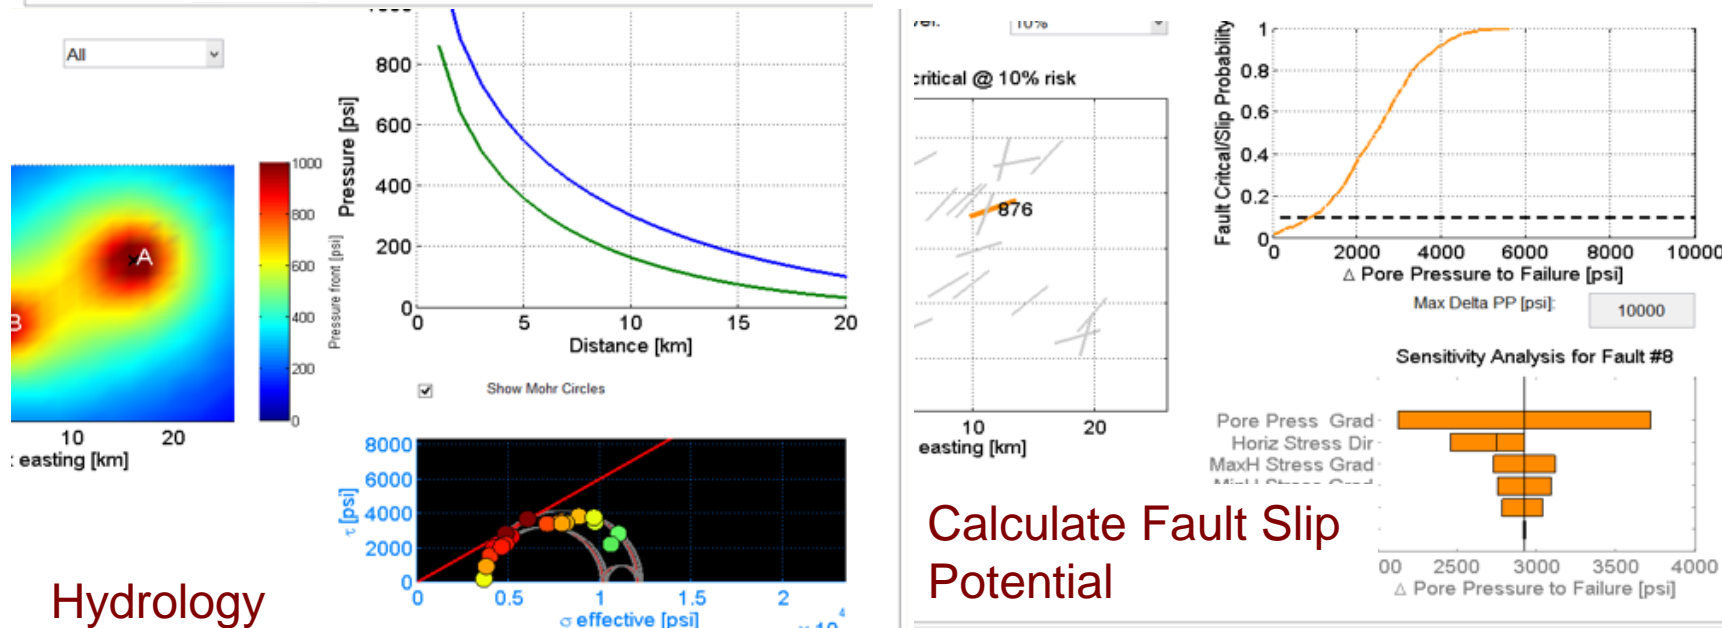 All
800
600
400
200
0
Pressure [psi]
0 5 10 15 20
Distance [km]
A
B
1000
800
600
400
200
0
Pressure front [psi]
10 20
easting [km]
Show Mohr Circles
8000
6000
4000
2000
0
τ [psi]
0 0.5 1 1.5 2
σ effective [psi]
Hydrology
10%
critical @ 10% risk
876
10 20
easting [km]
Fault Critcal/Slip Probability
1
0.8
0.6
0.4
0.2
0
0 2000 4000 6000 8000 10000
Δ Pore Pressure to Failure [psi]
Max Delta PP [psi]:
10000
Sensitivity Analysis for Fault #8
Pore Press Grad
Horiz Stress Dir
MaxH Stress Grad
2500 3000 3500 4000
Δ Pore Pressure to Failure [psi]
Calculate Fault Slip
Potential